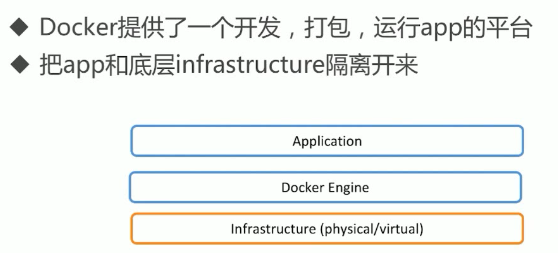 ◆ Docker提供了一个开发，打包，运行app的平台
◆ 把app和底层infrastructure隔离开来
Application
Docker Engine
Infrastructure (physical/virtual)